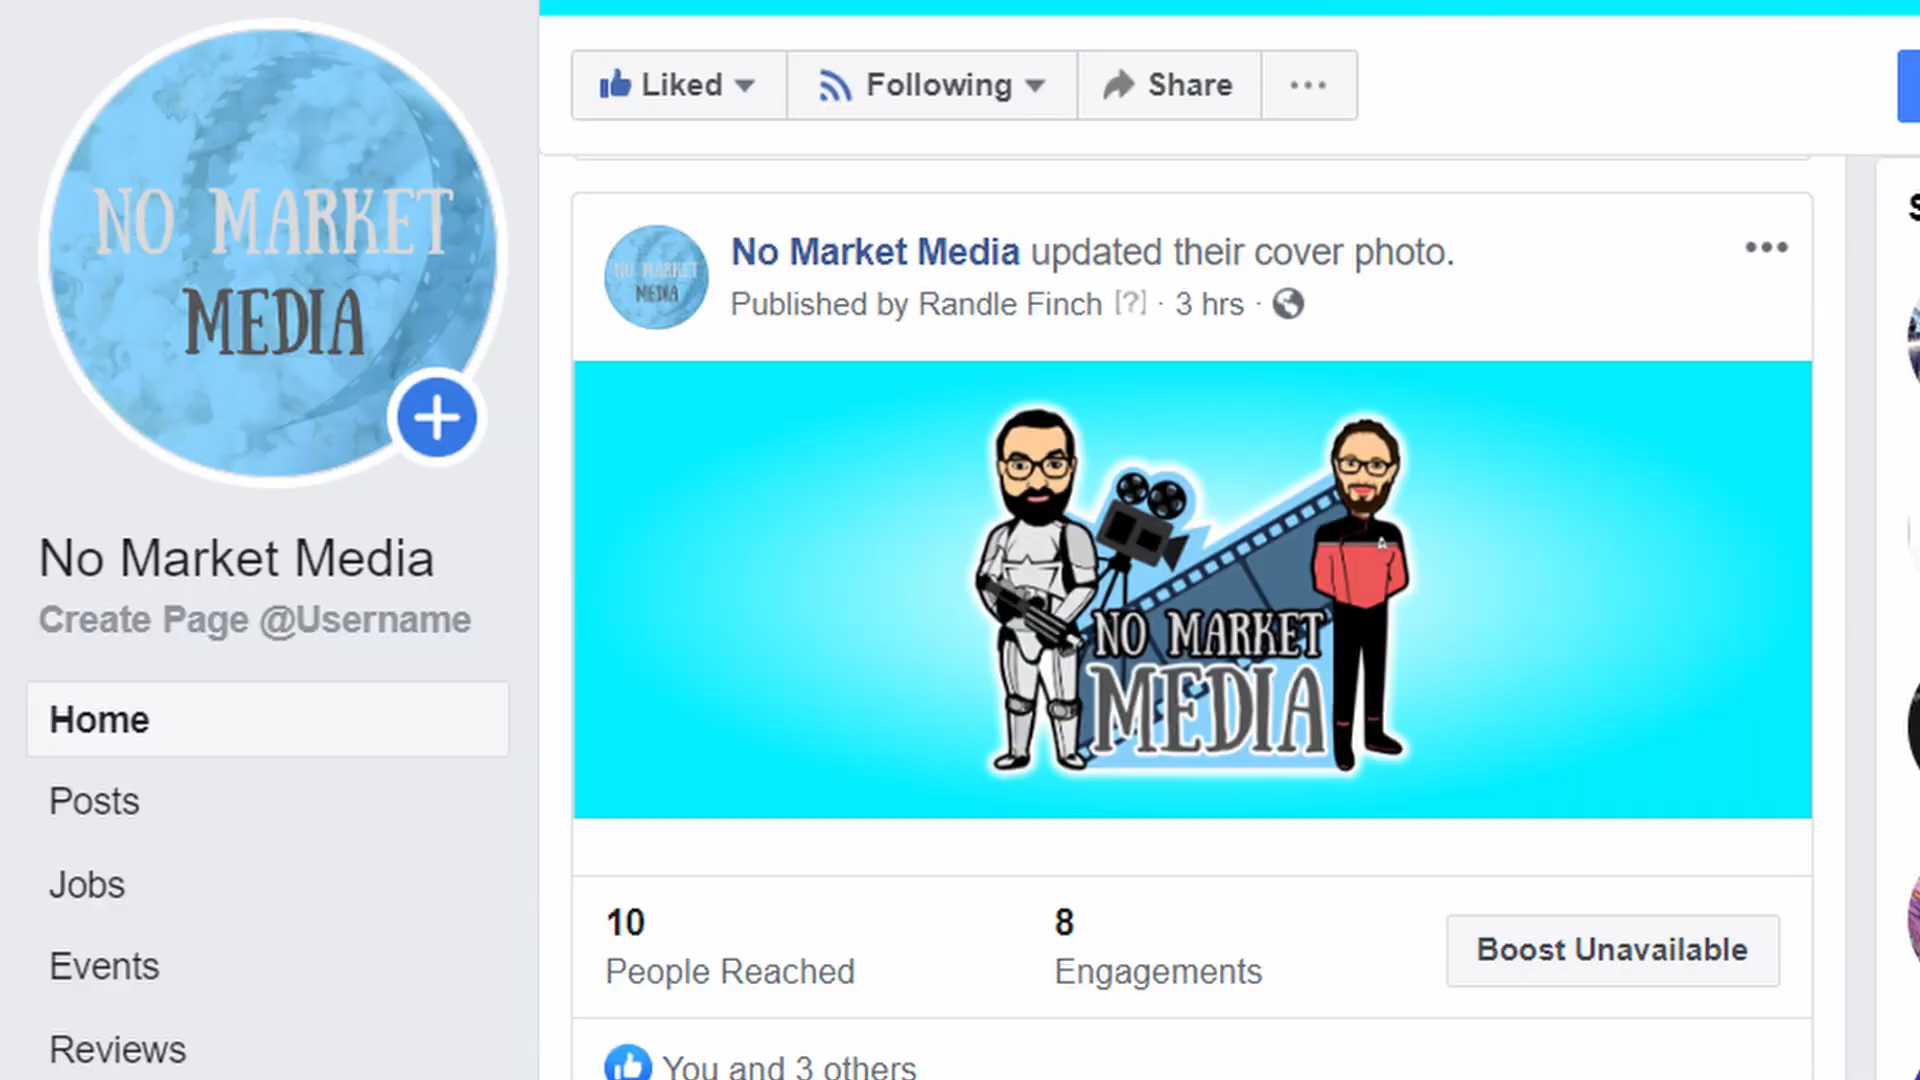 NO MARKET
MEDIA
No Market Media
Create Page @Username
Home
Posts
Jobs
Events
Reviews
Liked
Following
Share
No Market Media updated their cover photo.
Published by Randle Finch [?] · 3 hrs ·
NO MARKET
MEDIA
NO MARKET
MEDIA
10
People Reached
8
Engagements
Boost Unavailable
You and 3 others